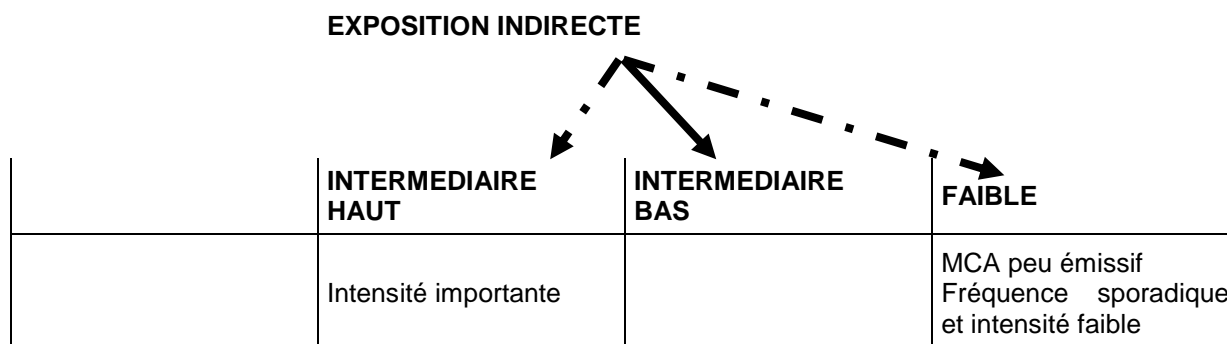 EXPOSITION INDIRECTE
INTERMEDIAIRE
HAUT
INTERMEDIAIRE
BAS
FAIBLE
Intensité importante
MCA peu émissif
Fréquence sporadique
et intensité faible